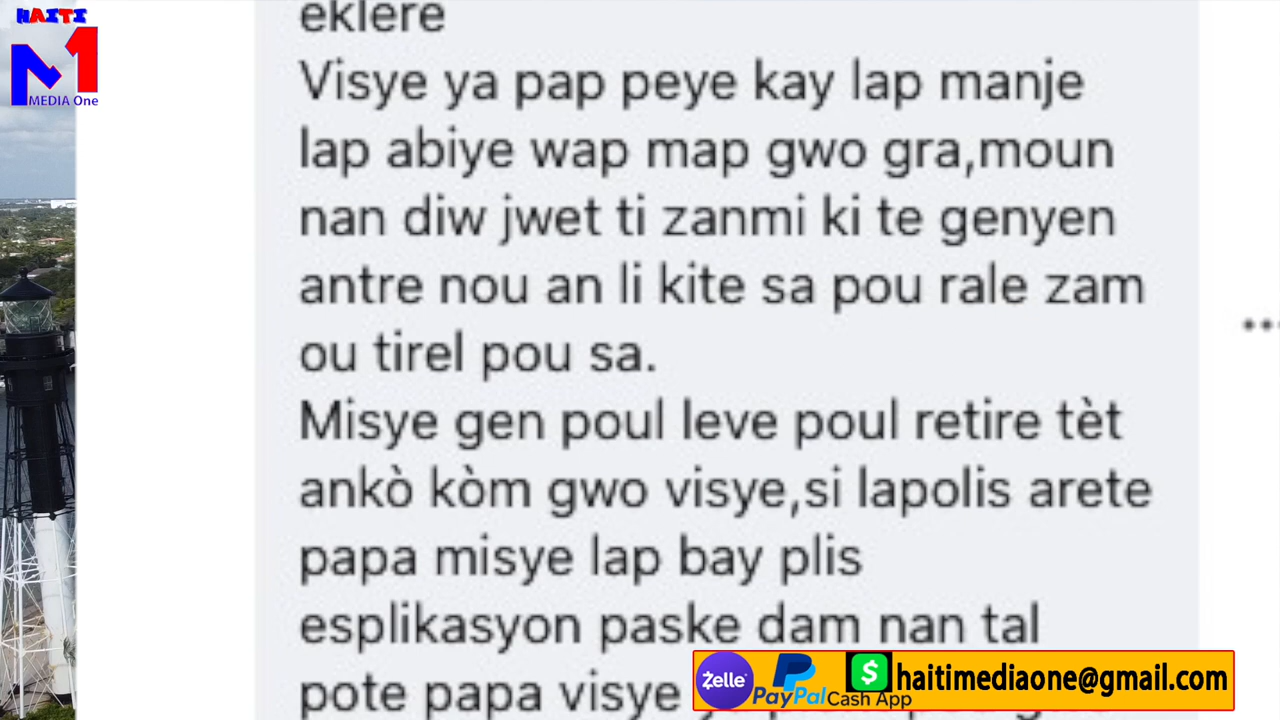 HAITI
M1
MEDIA One
eklere
Visye ya pap peye kay lap manje
lap abiye wap map gwo gra,moun
nan diw jwet ti zanmi ki te genyen
antre nou an li kite sa pou rale zam
ou tirel pou sa.
Misye gen poul leve poul retire tèt
ankò kòm gwo visye,si lapolis arete
papa misye lap bay plis
esplikasyon paske dam nan tal
pote papa visye
Zelle
PayPal
$
Cash App
haitimediaone@gmail.com